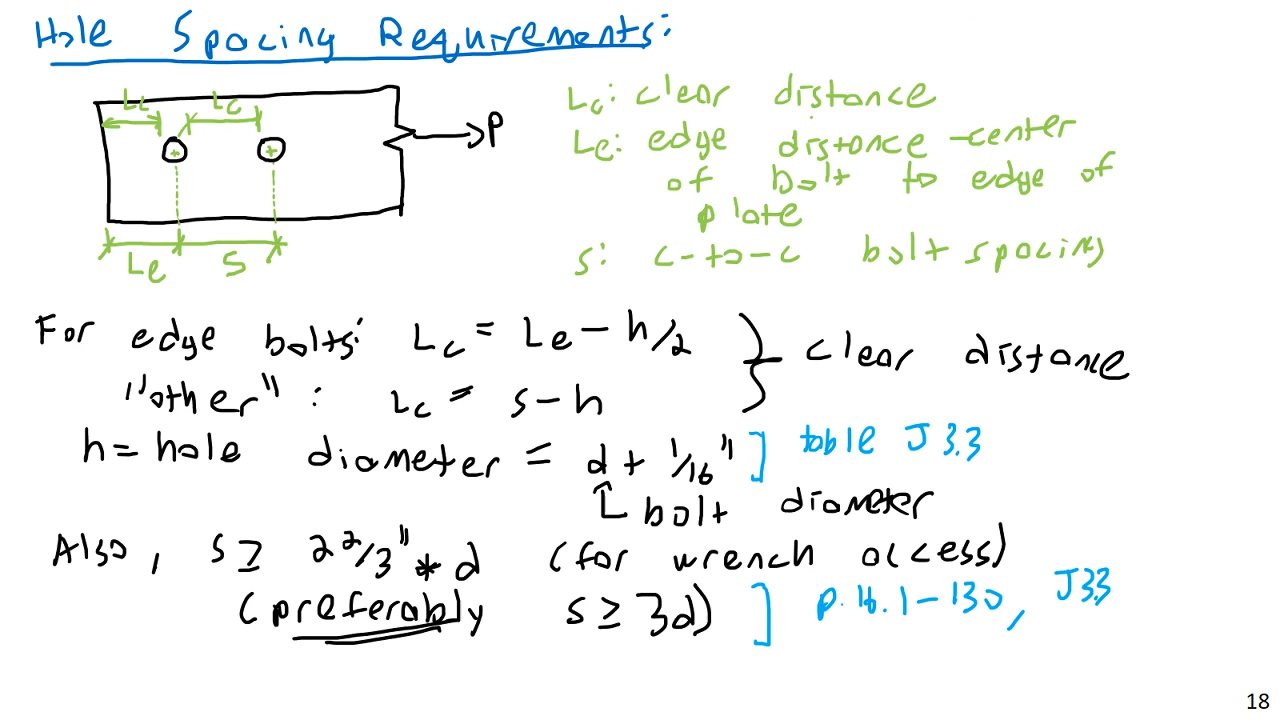 Hole Spacing Requirements:
Lc Lc
P
Le S
Lc: clear distance
Le: edge distance - center
of bolt to edge of
plate
s: c-to-c bolt spacing
For edge bolts: Lc = Le - h/2 } clear distance
"other": Lc = s - h
h = hole diameter = d + 1/16" ] table J3.3
bolt diameter
Also, s ≥ 2 2/3" * d (for wrench access)
(preferably s ≥ 3d) ] p. 16.1-130, J3.3
18